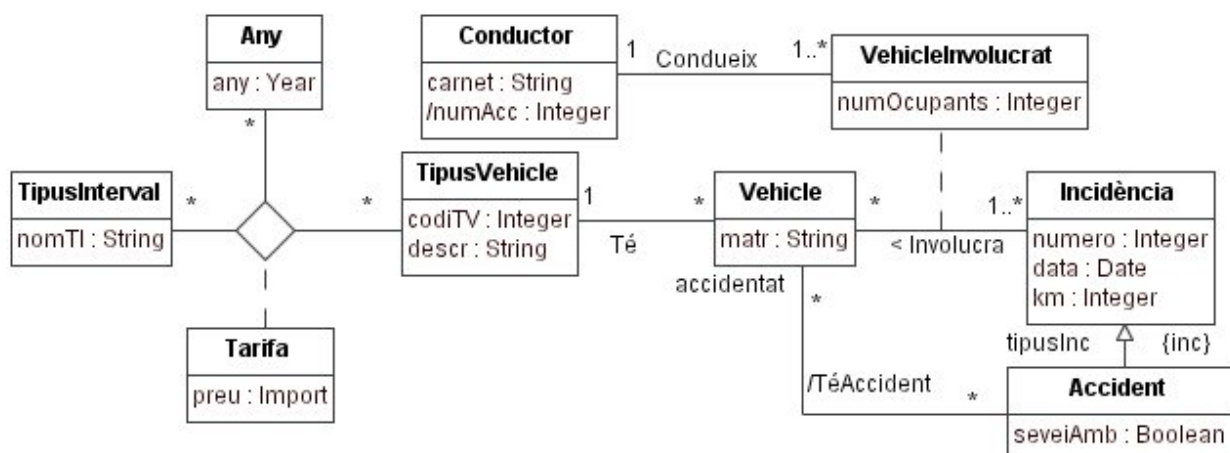 Any
any : Year
*
Conductor
carnet : String
/numAcc : Integer
1
Condueix
1..*
VehicleInvolucrat
numOcupants : Integer
TipusInterval
nomTI : String
*
*
TipusVehicle
codiTV : Integer
descr : String
1
Té
*
Vehicle
matr : String
*
< Involucra
1..*
Incidència
numero : Integer
data : Date
km : Integer
accidentat
*
tipusInc
{inc}
Tarifa
preu : Import
/TéAccident
*
Accident
seveiAmb : Boolean